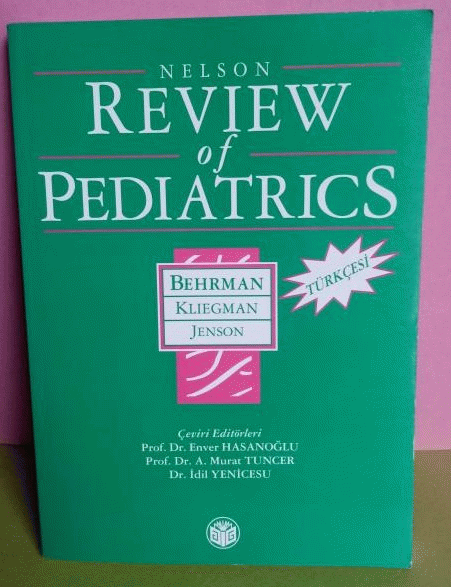 NELSON
REVIEW
of
PEDIATRICS
BEHRMAN
KLIEGMAN
JENSON
TÜRKÇESİ
Çeviri Editörleri
Prof. Dr. Enver HASANOĞLU
Prof. Dr. A. Murat TUNCER
Dr. İdil YENİCESU